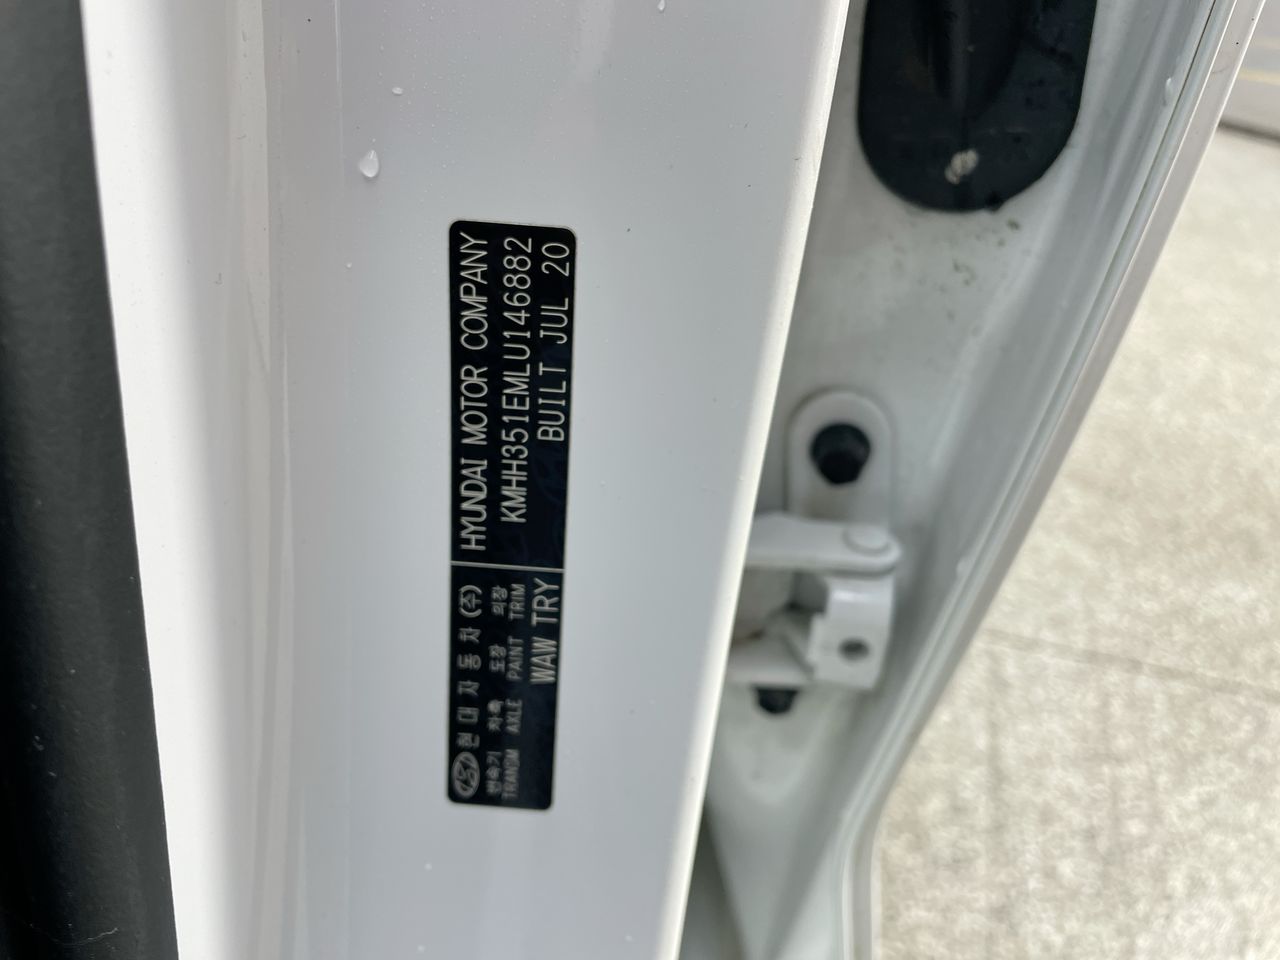 현대자동차(주)
변속기 차축 도장 의장
TRANSM AXLE PAINT TRIM
WAW TRY
HYUNDAI MOTOR COMPANY
KMHH351EMLU146882
BUILT JUL 20